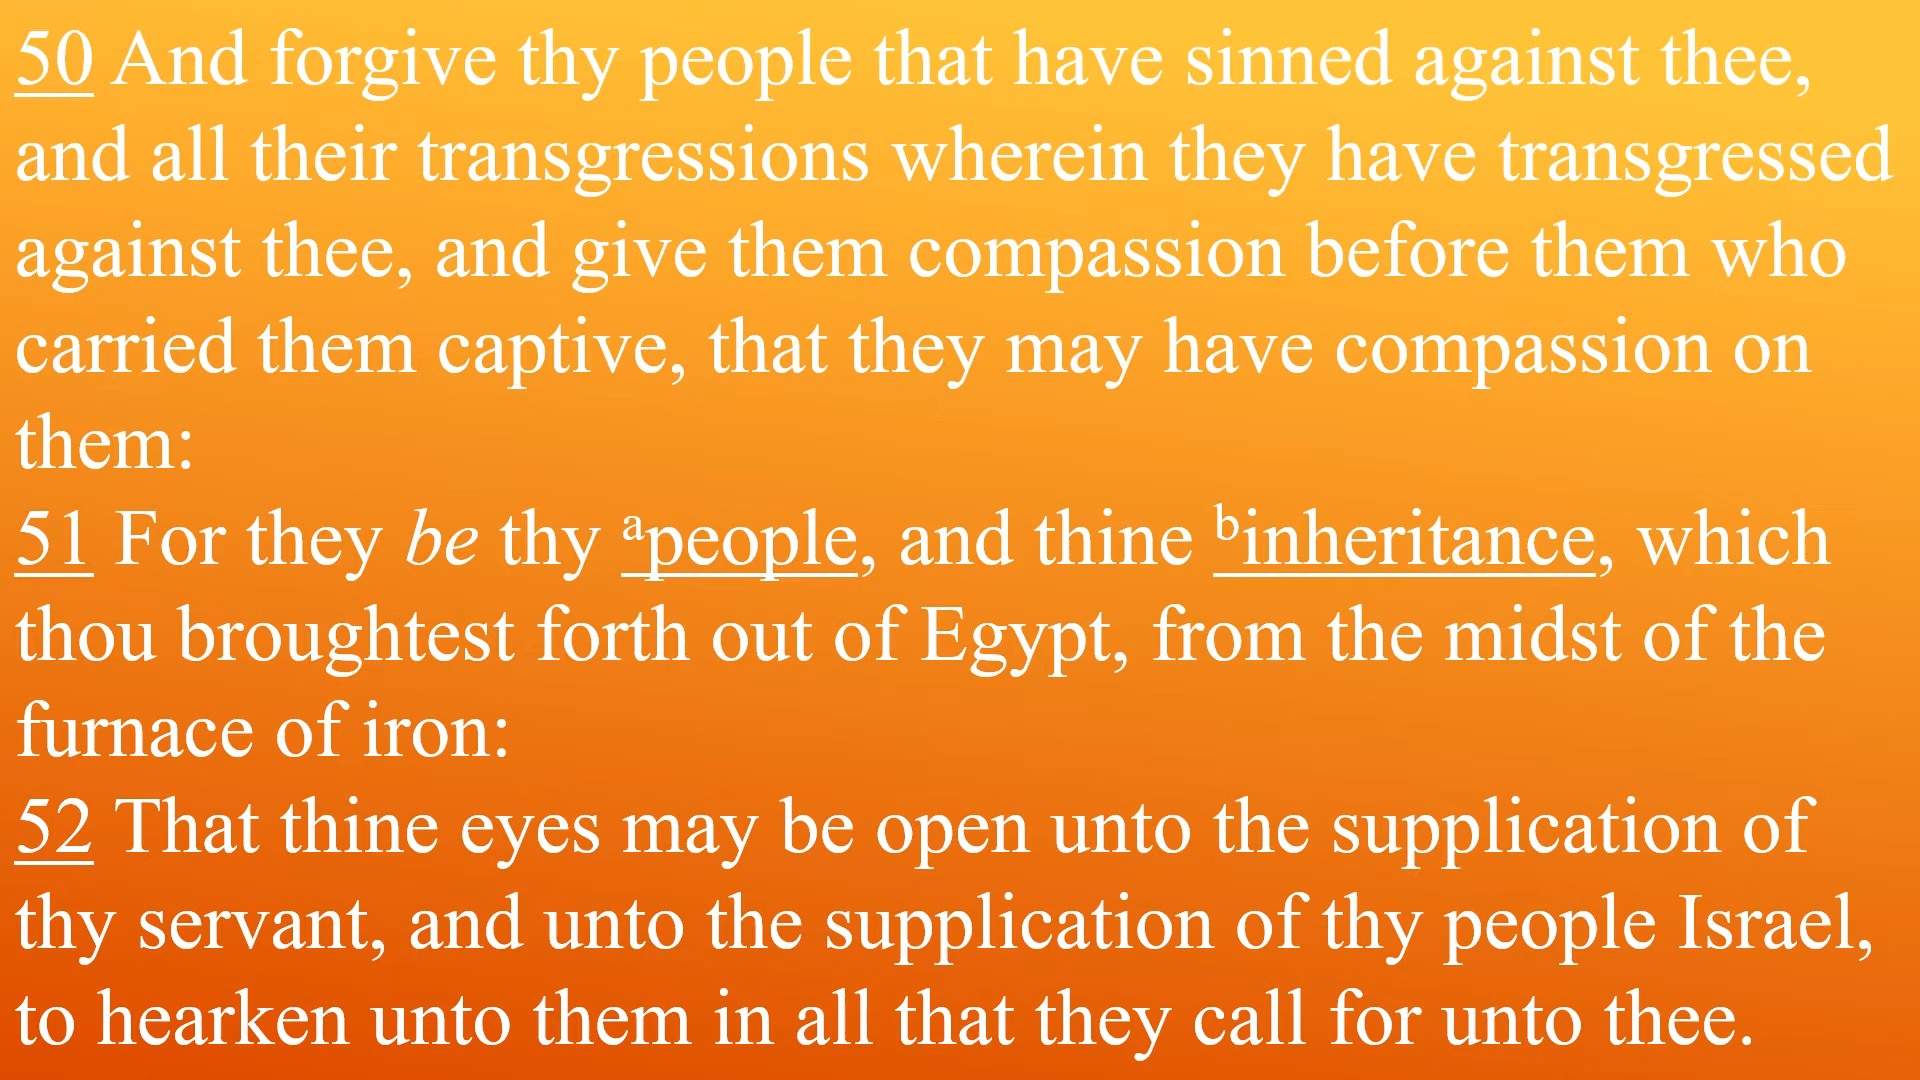 50 And forgive thy people that have sinned against thee,
and all their transgressions wherein they have transgressed
against thee, and give them compassion before them who
carried them captive, that they may have compassion on
them:
51 For they be thy ᵃpeople, and thine ᵇinheritance, which
thou broughtest forth out of Egypt, from the midst of the
furnace of iron:
52 That thine eyes may be open unto the supplication of
thy servant, and unto the supplication of thy people Israel,
to hearken unto them in all that they call for unto thee.